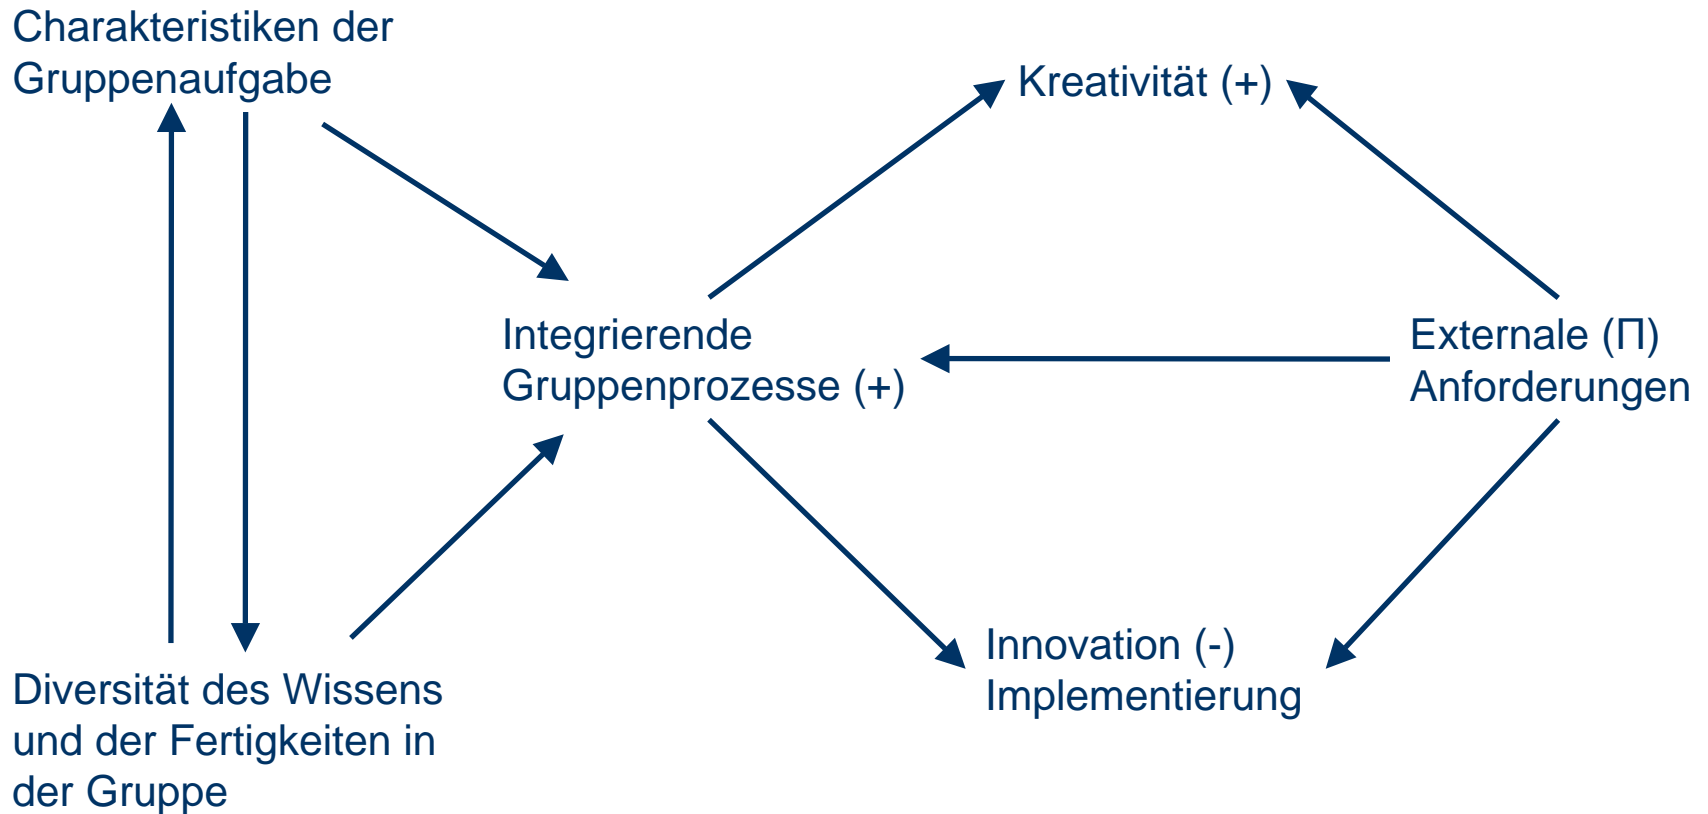 Charakteristiken der
Gruppenaufgabe
Kreativität (+)
Integrierende
Gruppenprozesse (+)
Externale (Π)
Anforderungen
Innovation (-)
Implementierung
Diversität des Wissens
und der Fertigkeiten in
der Gruppe